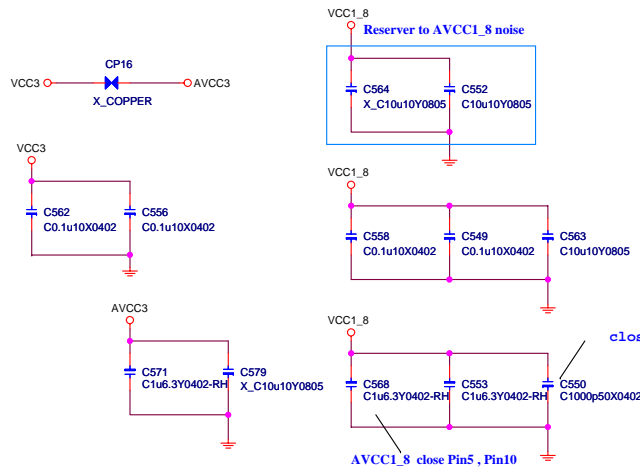 VCC1_8
Reserver to AVCC1_8 noise
CP16
VCC3
AVCC3
X_COPPER
C564
X_C10u10Y0805
C552
C10u10Y0805
VCC3
C562
C0.1u10X0402
C556
C0.1u10X0402
VCC1_8
C558
C0.1u10X0402
C549
C0.1u10X0402
C563
C10u10Y0805
AVCC3
C571
C1u6.3Y0402-RH
C579
X_C10u10Y0805
VCC1_8
C568
C1u6.3Y0402-RH
C553
C1u6.3Y0402-RH
C550
C1000p50X0402
AVCC1_8 close Pin5 , Pin10